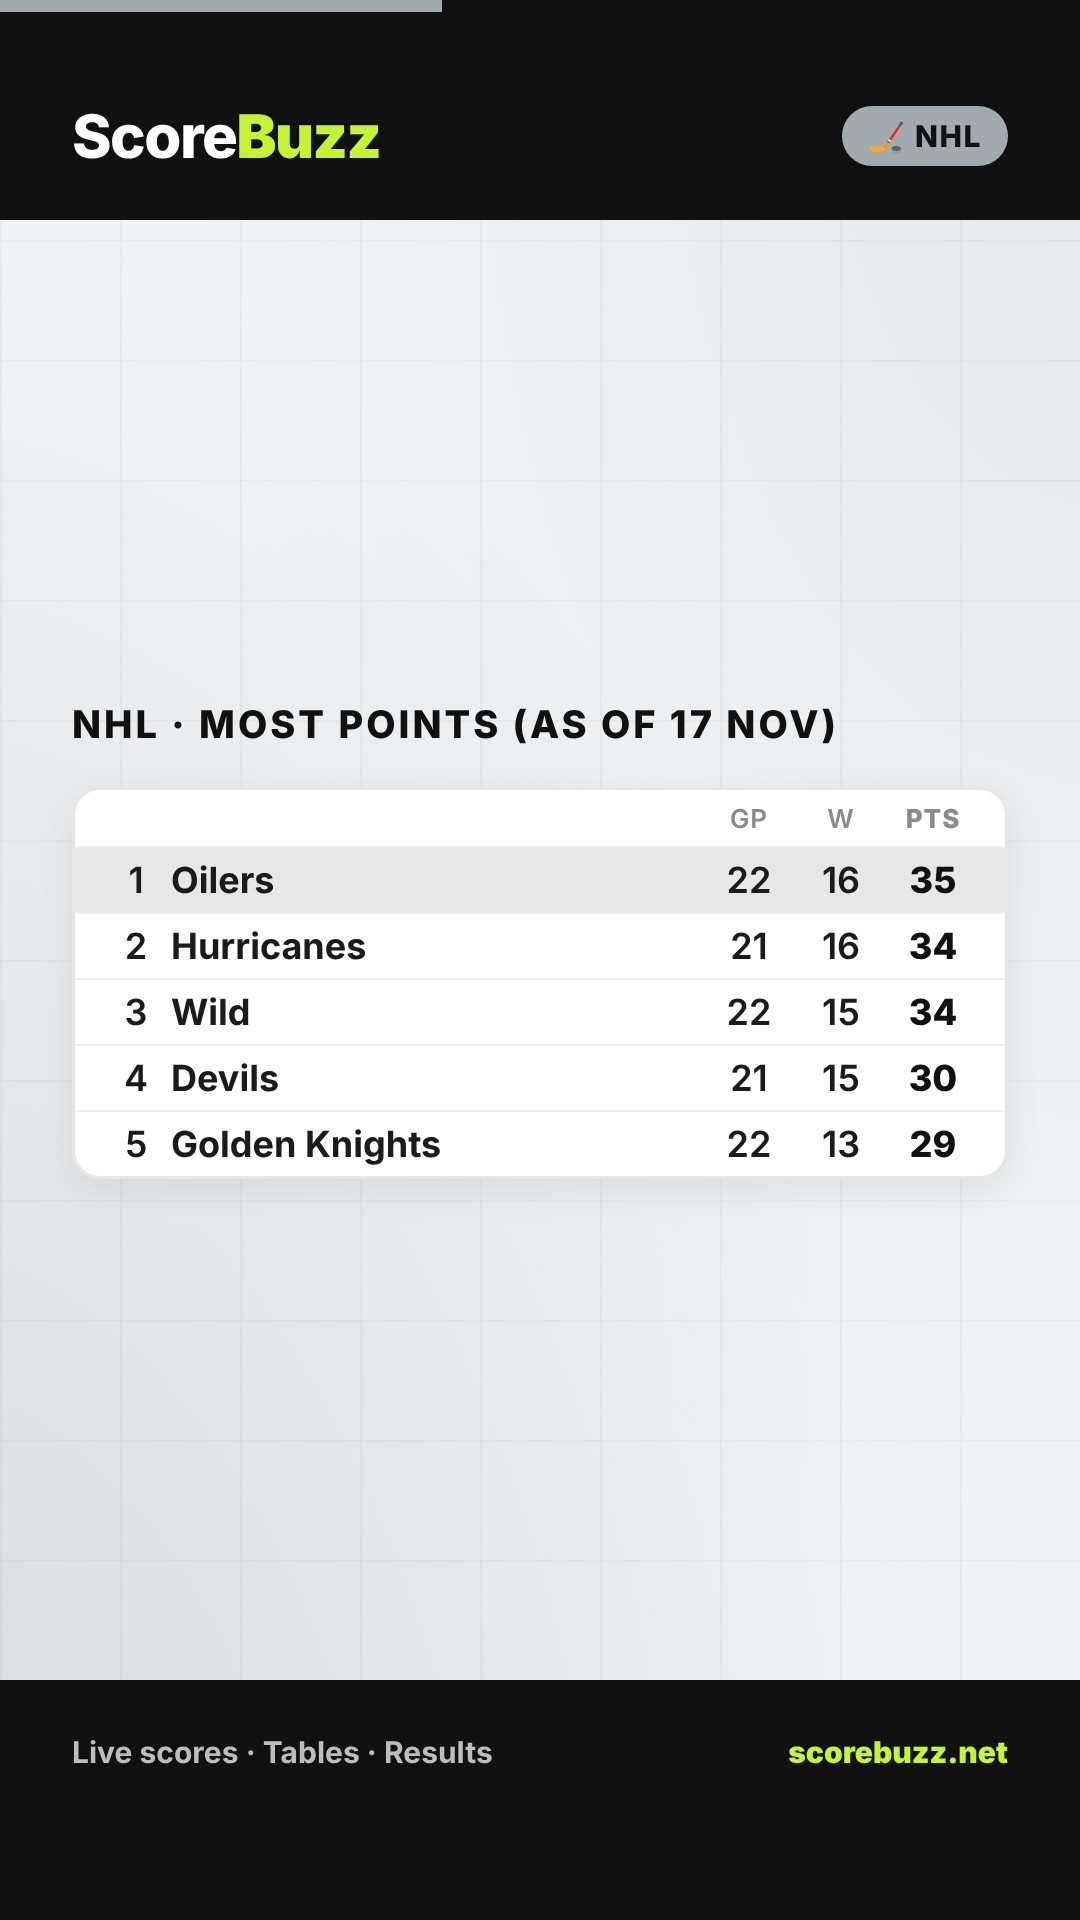 ScoreBuzz
NHL
NHL · MOST POINTS (AS OF 17 NOV)
GP W PTS
1 Oilers 22 16 35
2 Hurricanes 21 16 34
3 Wild 22 15 34
4 Devils 21 15 30
5 Golden Knights 22 13 29
Live scores · Tables · Results
scorebuzz.net